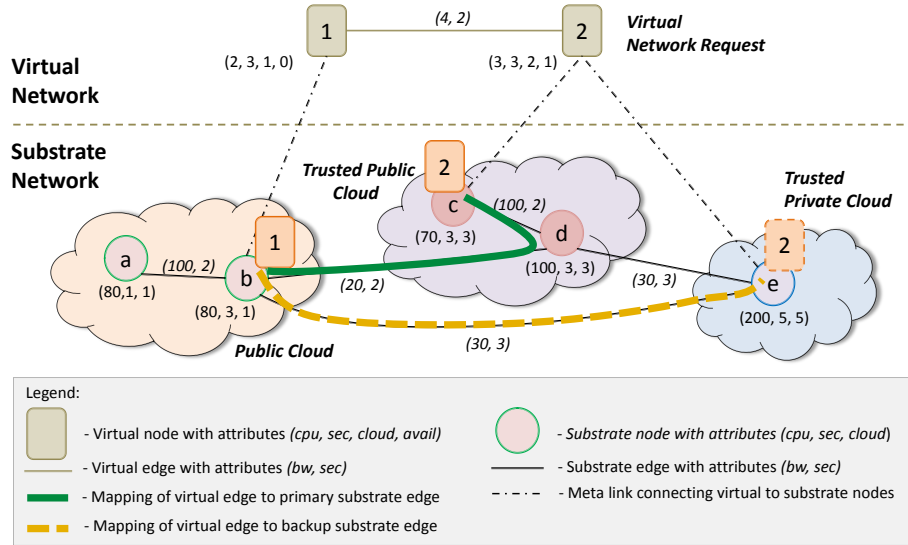 (4, 2)
1
2
Virtual
Network Request
(2, 3, 1, 0)
(3, 3, 2, 1)
Virtual
Network
Substrate
Network
Trusted Public
Cloud
2
Trusted
Private Cloud
c
(100, 2)
1
2
(70, 3, 3)
d
a
(100, 2)
b
(20, 2)
(100, 3, 3)
(30, 3)
e
(80,1, 1)
(80, 3, 1)
(200, 5, 5)
Public Cloud
(30, 3)
Legend:
- Virtual node with attributes (cpu, sec, cloud, avail)
- Substrate node with attributes (cpu, sec, cloud)
- Virtual edge with attributes (bw, sec)
- Substrate edge with attributes (bw, sec)
- Mapping of virtual edge to primary substrate edge
- Meta link connecting virtual to substrate nodes
- Mapping of virtual edge to backup substrate edge